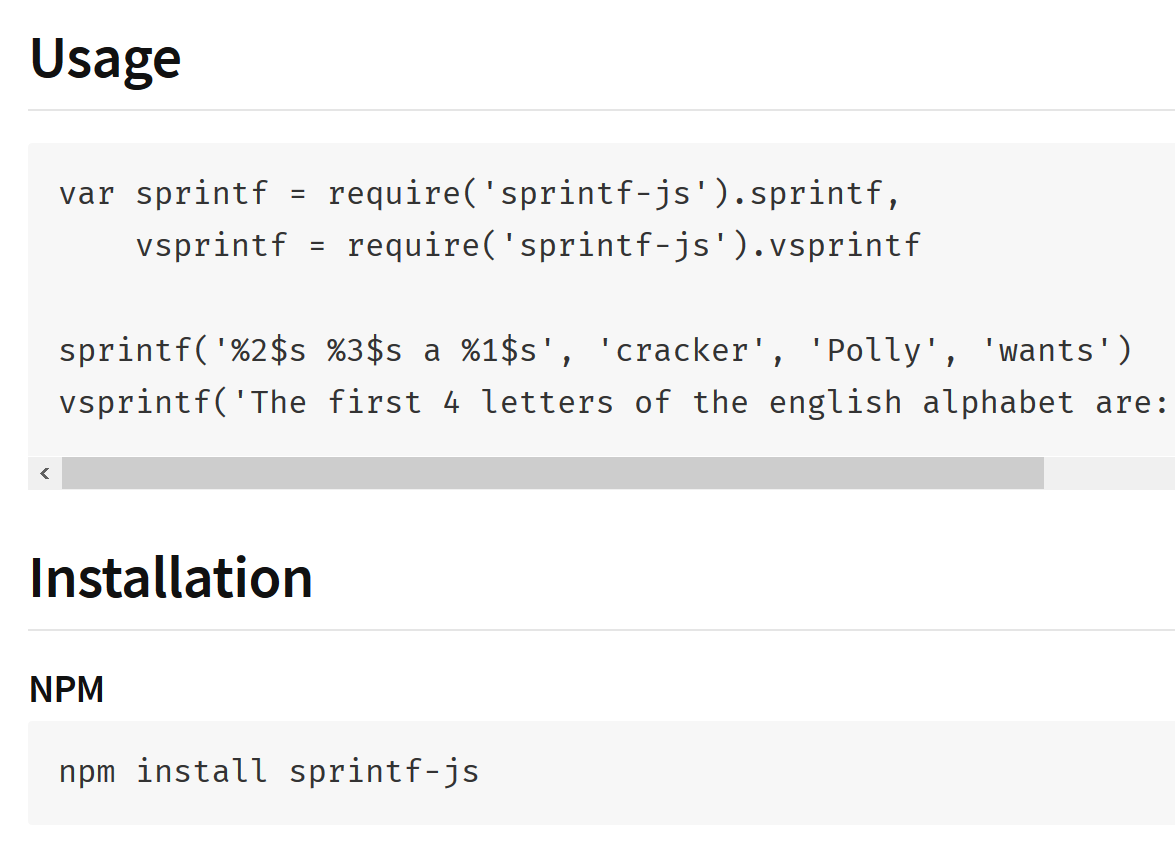 Usage
var sprintf = require('sprintf-js').sprintf,
    vsprintf = require('sprintf-js').vsprintf
sprintf('%2$s %3$s a %1$s', 'cracker', 'Polly', 'wants')
vsprintf('The first 4 letters of the english alphabet are:
Installation
NPM
npm install sprintf-js